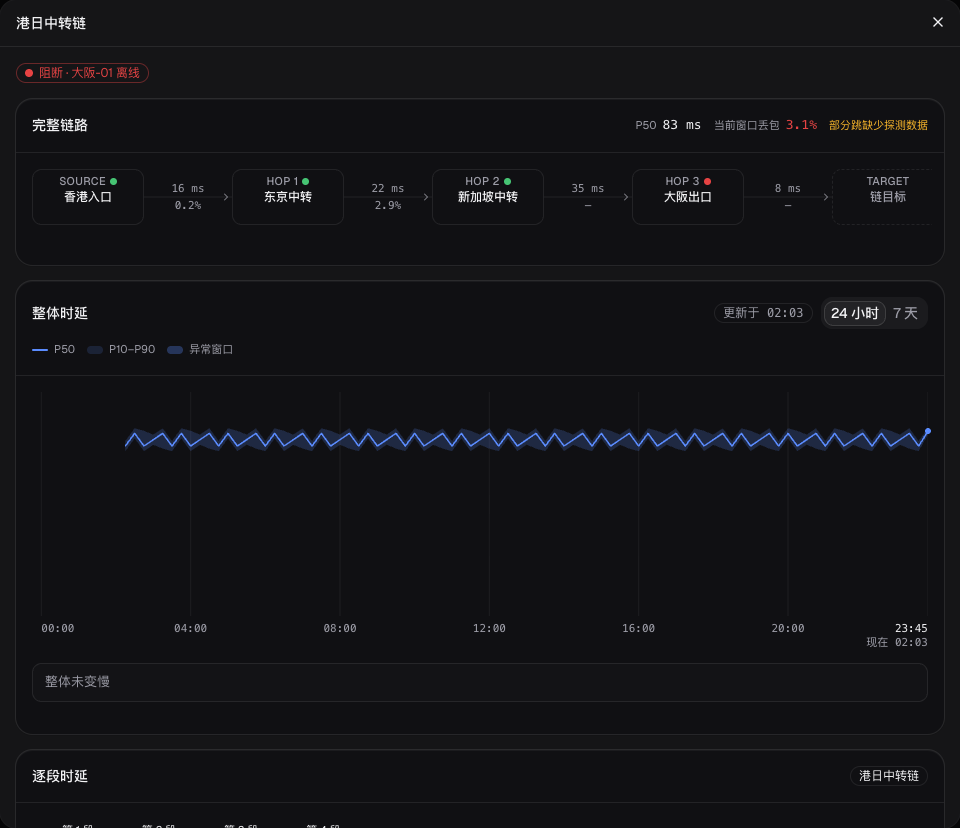 港日中转链
阻断 · 大阪-01 离线
完整链路
P50 83 ms 当前窗口丢包 3.1% 部分跳缺少探测数据
SOURCE
香港入口
16 ms
0.2%
HOP 1
东京中转
22 ms
2.9%
HOP 2
新加坡中转
35 ms
—
HOP 3
大阪出口
8 ms
—
TARGET
链目标
整体时延
更新于 02:03
24 小时 7 天
P50 P10–P90 异常窗口
00:00 04:00 08:00 12:00 16:00 20:00 23:45
现在 02:03
整体未变慢
逐段时延
港日中转链